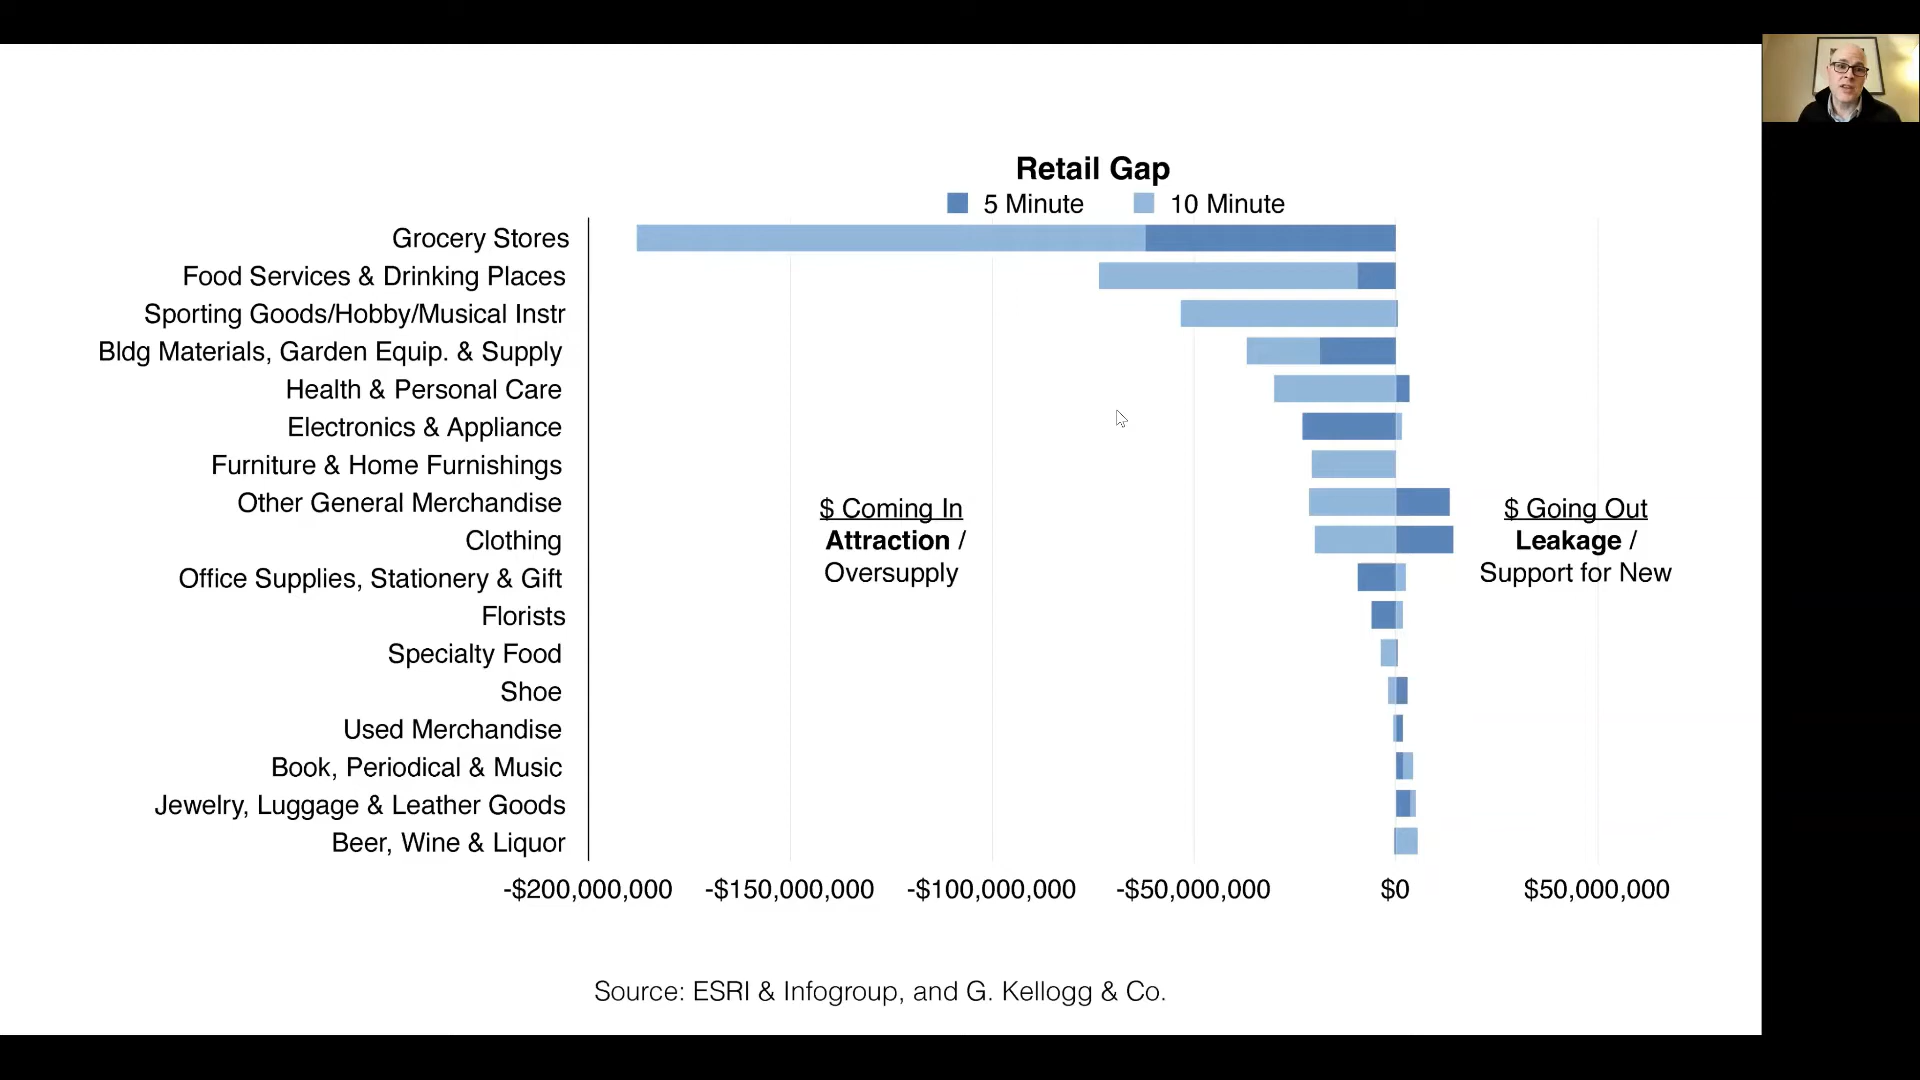 Retail Gap
5 Minute
10 Minute
Grocery Stores
Food Services & Drinking Places
Sporting Goods/Hobby/Musical Instr
Bldg Materials, Garden Equip. & Supply
Health & Personal Care
Electronics & Appliance
Furniture & Home Furnishings
Other General Merchandise
Clothing
Office Supplies, Stationery & Gift
Florists
Specialty Food
Shoe
Used Merchandise
Book, Periodical & Music
Jewelry, Luggage & Leather Goods
Beer, Wine & Liquor
$ Coming In
Attraction /
Oversupply
$ Going Out
Leakage /
Support for New
-$200,000,000
-$150,000,000
-$100,000,000
-$50,000,000
$0
$50,000,000
Source: ESRI & Infogroup, and G. Kellogg & Co.